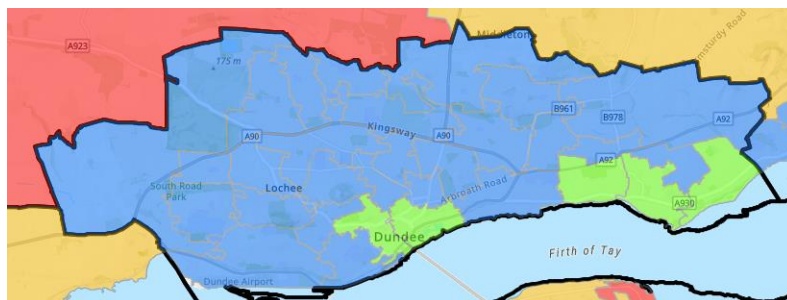 Middleton
A923
175 m
B961
B978
A92
Kingsway
A90
A90
A92
South Road
Park
Lochee
Arbroath Road
A930
Dundee
Firth of Tay
Dundee Airport